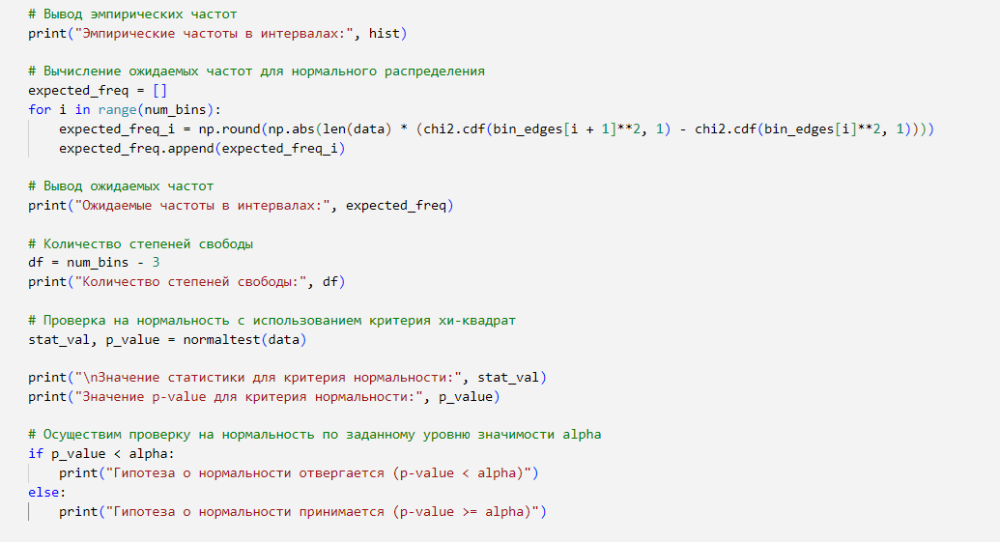 # Вывод эмпирических частот
print("Эмпирические частоты в интервалах:", hist)
# Вычисление ожидаемых частот для нормального распределения
expected_freq = []
for i in range(num_bins):
    expected_freq_i = np.round(np.abs(len(data) * (chi2.cdf(bin_edges[i + 1]**2, 1) - chi2.cdf(bin_edges[i]**2, 1))))
    expected_freq.append(expected_freq_i)
# Вывод ожидаемых частот
print("Ожидаемые частоты в интервалах:", expected_freq)
# Количество степеней свободы
df = num_bins - 3
print("Количество степеней свободы:", df)
# Проверка на нормальность с использованием критерия хи-квадрат
stat_val, p_value = normaltest(data)
print("\nЗначение статистики для критерия нормальности:", stat_val)
print("Значение p-value для критерия нормальности:", p_value)
# Осуществим проверку на нормальность по заданному уровню значимости alpha
if p_value < alpha:
    print("Гипотеза о нормальности отвергается (p-value < alpha)")
else:
    print("Гипотеза о нормальности принимается (p-value >= alpha)")